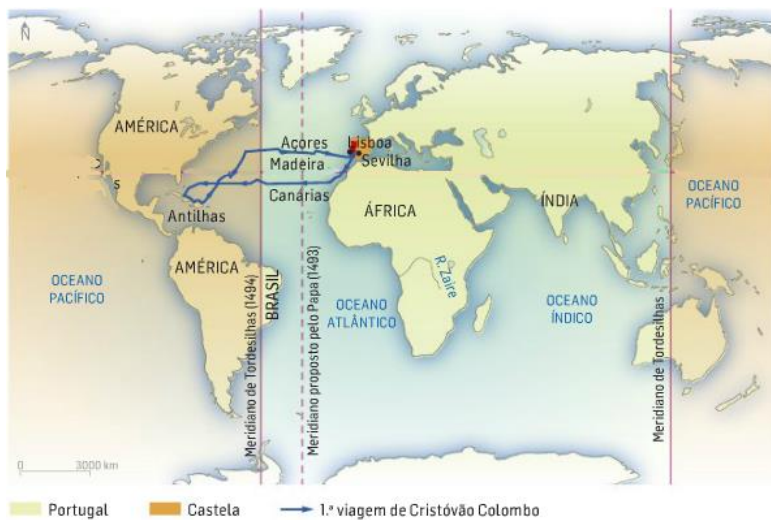 N
AMÉRICA
Açores
Lisboa
Madeira
Sevilha
s
Canárias
Antilhas
ÁFRICA
ÍNDIA
OCEANO
PACÍFICO
AMÉRICA
BRASIL
R. Zaire
OCEANO
PACÍFICO
OCEANO
ATLÂNTICO
OCEANO
ÍNDICO
Meridiano de Tordesilhas (1494)
Meridiano proposto pelo Papa (1493)
Meridiano de Tordesilhas
0 3000 km
Portugal Castela 1.ª viagem de Cristóvão Colombo